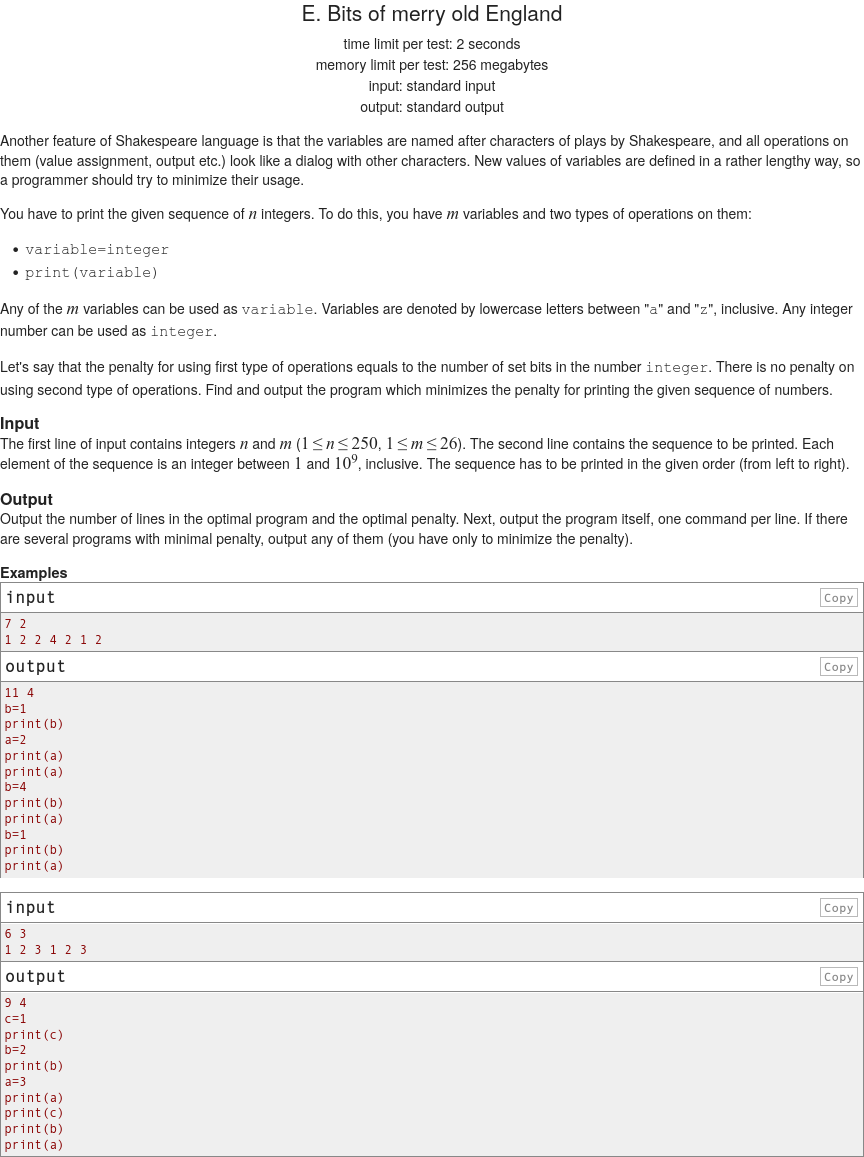 E. Bits of merry old England
time limit per test: 2 seconds
memory limit per test: 256 megabytes
input: standard input
output: standard output
Another feature of Shakespeare language is that the variables are named after characters of plays by Shakespeare, and all operations on
them (value assignment, output etc.) look like a dialog with other characters. New values of variables are defined in a rather lengthy way, so
a programmer should try to minimize their usage.
You have to print the given sequence of n integers. To do this, you have m variables and two types of operations on them:
• variable=integer
• print(variable)
Any of the m variables can be used as variable. Variables are denoted by lowercase letters between "a" and "z", inclusive. Any integer
number can be used as integer.
Let's say that the penalty for using first type of operations equals to the number of set bits in the number integer. There is no penalty on
using second type of operations. Find and output the program which minimizes the penalty for printing the given sequence of numbers.
Input
The first line of input contains integers n and m (1 ≤ n ≤ 250, 1 ≤ m ≤ 26). The second line contains the sequence to be printed. Each
element of the sequence is an integer between 1 and 10⁹, inclusive. The sequence has to be printed in the given order (from left to right).
Output
Output the number of lines in the optimal program and the optimal penalty. Next, output the program itself, one command per line. If there
are several programs with minimal penalty, output any of them (you have only to minimize the penalty).
Examples
input Copy
7 2
1 2 2 4 2 1 2
output Copy
11 4
b=1
print(b)
a=2
print(a)
print(a)
b=4
print(b)
print(a)
b=1
print(b)
print(a)
input Copy
6 3
1 2 3 1 2 3
output Copy
9 4
c=1
print(c)
b=2
print(b)
a=3
print(a)
print(c)
print(b)
print(a)